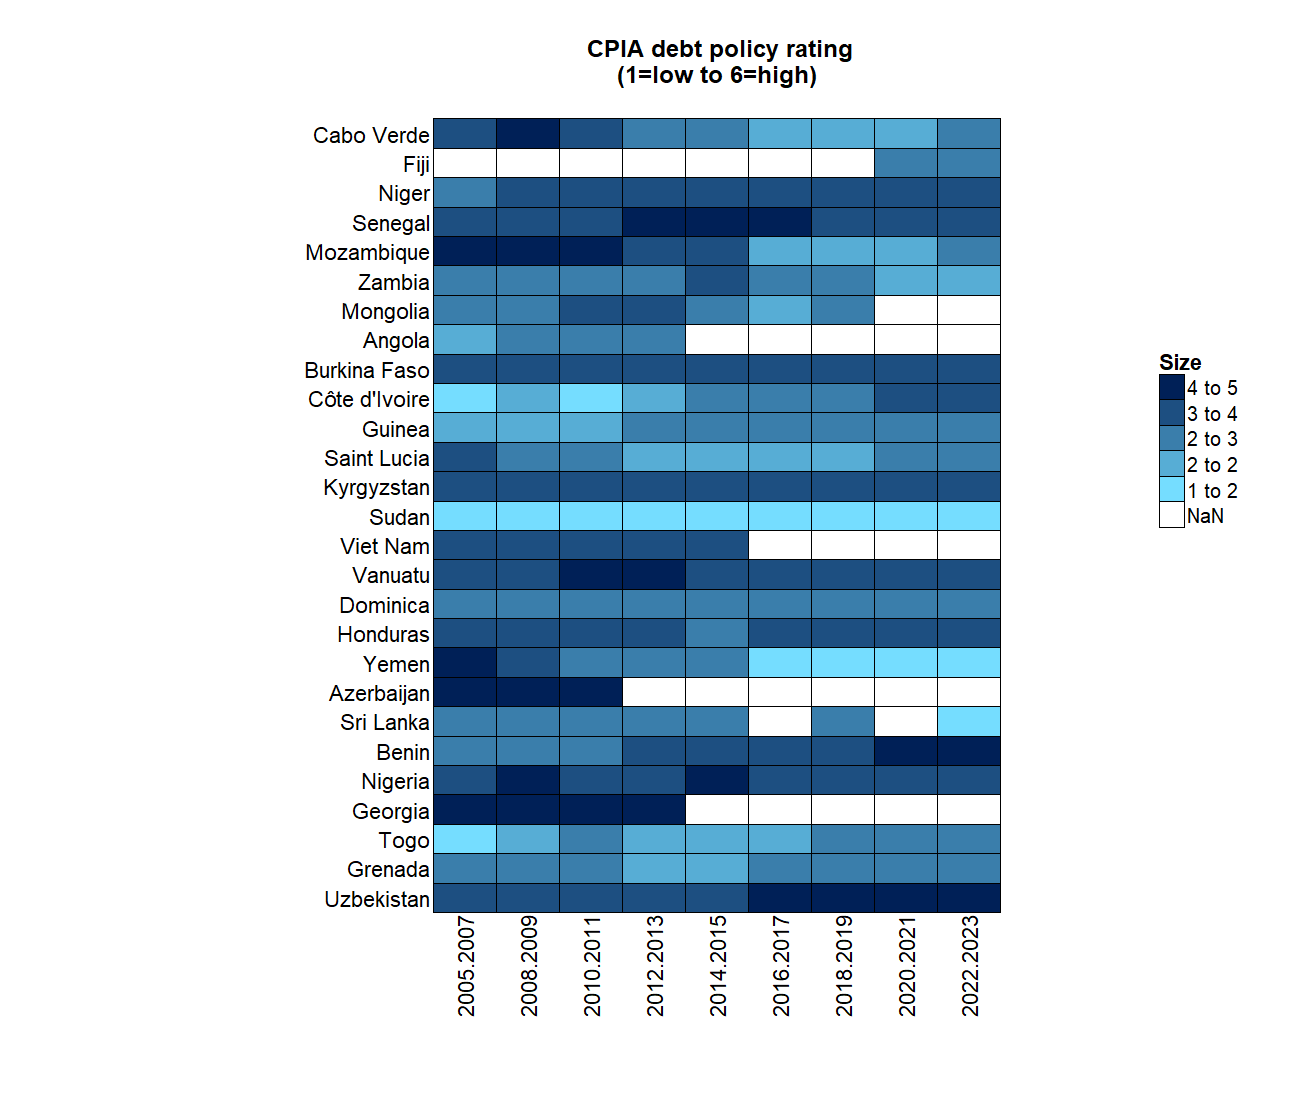 CPIA debt policy rating
(1=low to 6=high)
Cabo Verde
Fiji
Niger
Senegal
Mozambique
Zambia
Mongolia
Angola
Burkina Faso
Côte d'Ivoire
Guinea
Saint Lucia
Kyrgyzstan
Sudan
Viet Nam
Vanuatu
Dominica
Honduras
Yemen
Azerbaijan
Sri Lanka
Benin
Nigeria
Georgia
Togo
Grenada
Uzbekistan
2005.2007
2008.2009
2010.2011
2012.2013
2014.2015
2016.2017
2018.2019
2020.2021
2022.2023
Size
4 to 5
3 to 4
2 to 3
2 to 2
1 to 2
NaN